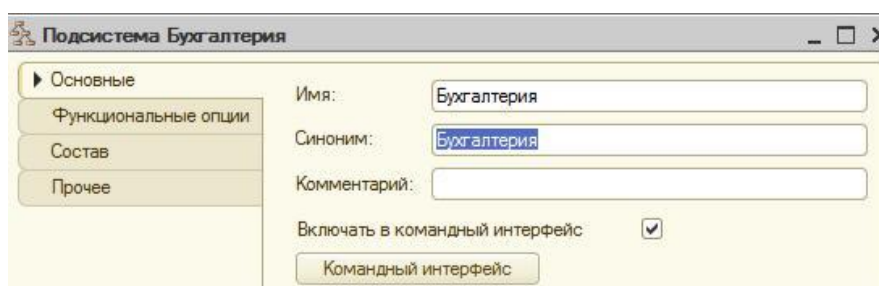 Подсистема Бухгалтерия
Основные
Функциональные опции
Состав
Прочее
Имя: Бухгалтерия
Синоним: Бухгалтерия
Комментарий:
Включать в командный интерфейс
Командный интерфейс